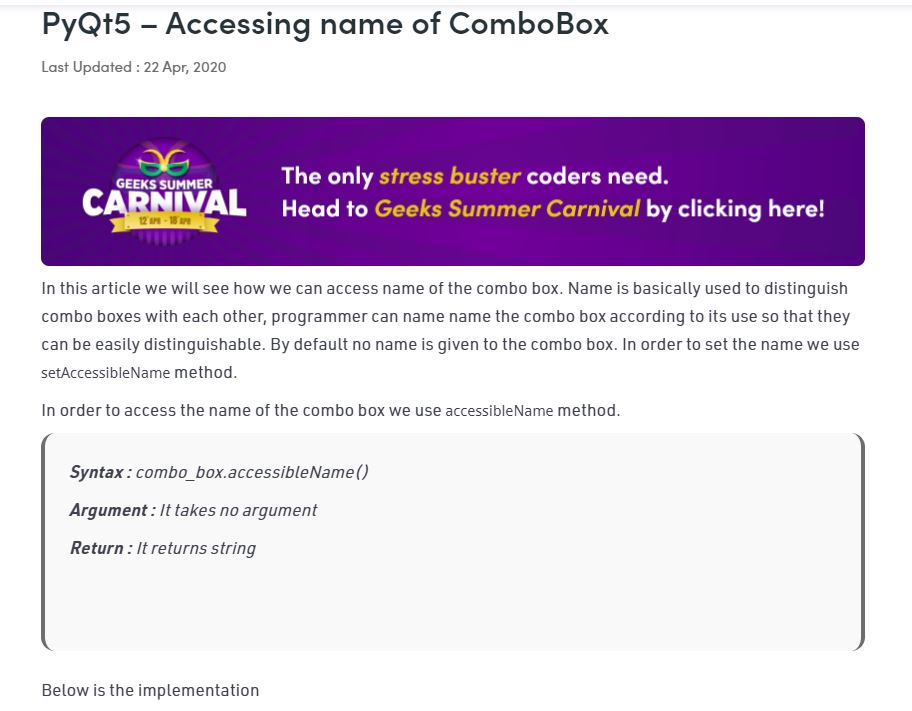 PyQt5 – Accessing name of ComboBox
Last Updated : 22 Apr, 2020
GEEKS SUMMER
CARNIVAL
12 APR - 18 APR
The only stress buster coders need.
Head to Geeks Summer Carnival by clicking here!
In this article we will see how we can access name of the combo box. Name is basically used to distinguish
combo boxes with each other, programmer can name name the combo box according to its use so that they
can be easily distinguishable. By default no name is given to the combo box. In order to set the name we use
setAccessibleName method.
In order to access the name of the combo box we use accessibleName method.
Syntax : combo_box.accessibleName()
Argument : It takes no argument
Return : It returns string
Below is the implementation